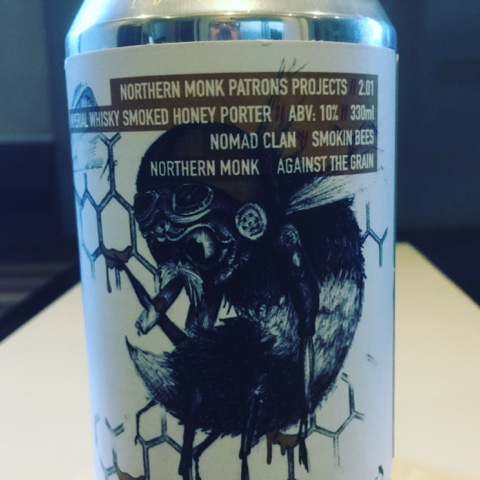 NORTHERN MONK PATRONS PROJECTS // 2.01
WHISKY SMOKED HONEY PORTER // ABV: 10% // 330ml
NOMAD CLAN // SMOKIN BEES
NORTHERN MONK // AGAINST THE GRAIN